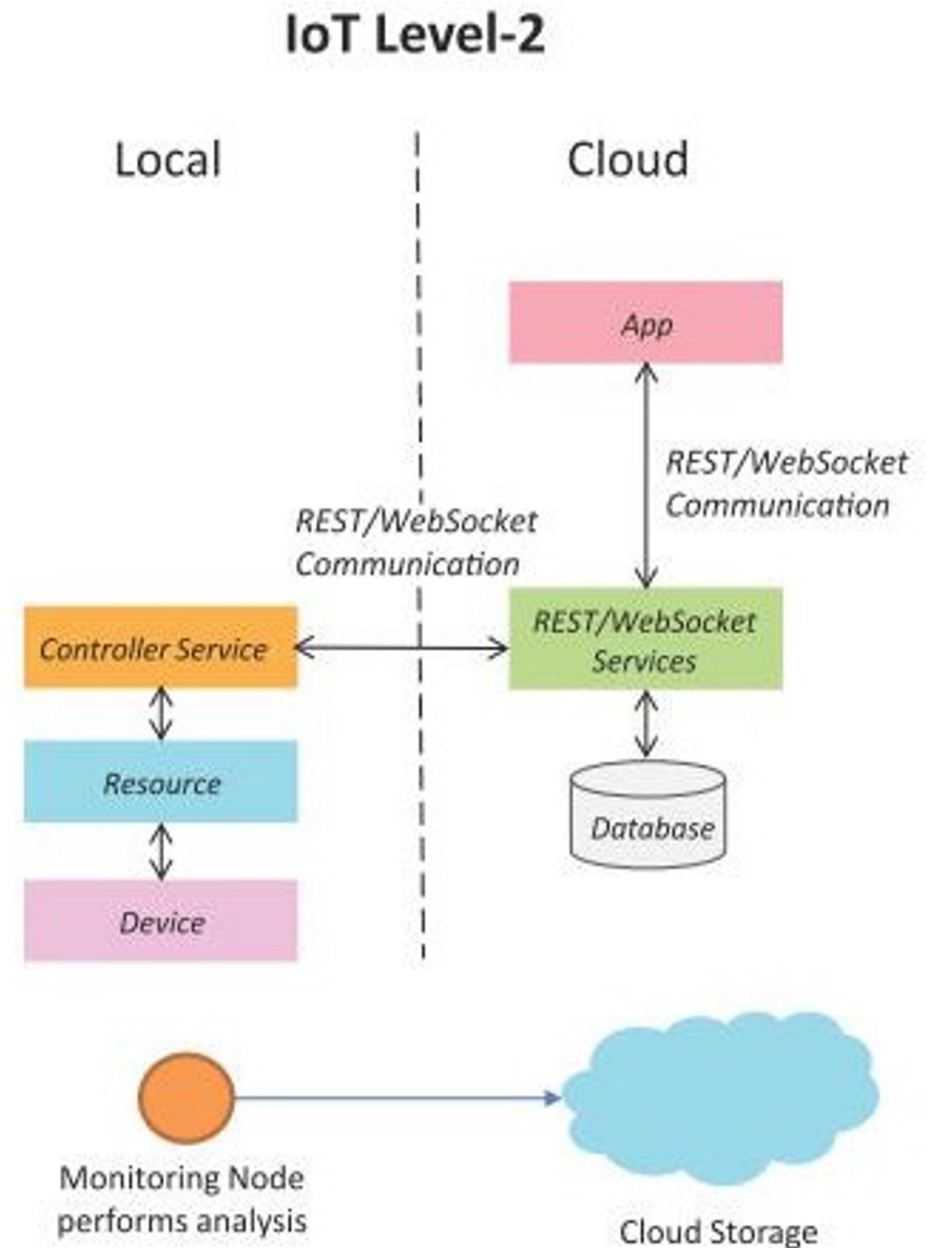 IoT Level-2
Local
Cloud
App
REST/WebSocket
Communication
REST/WebSocket
Communication
Controller Service
REST/WebSocket
Services
Resource
Database
Device
Monitoring Node
performs analysis
Cloud Storage